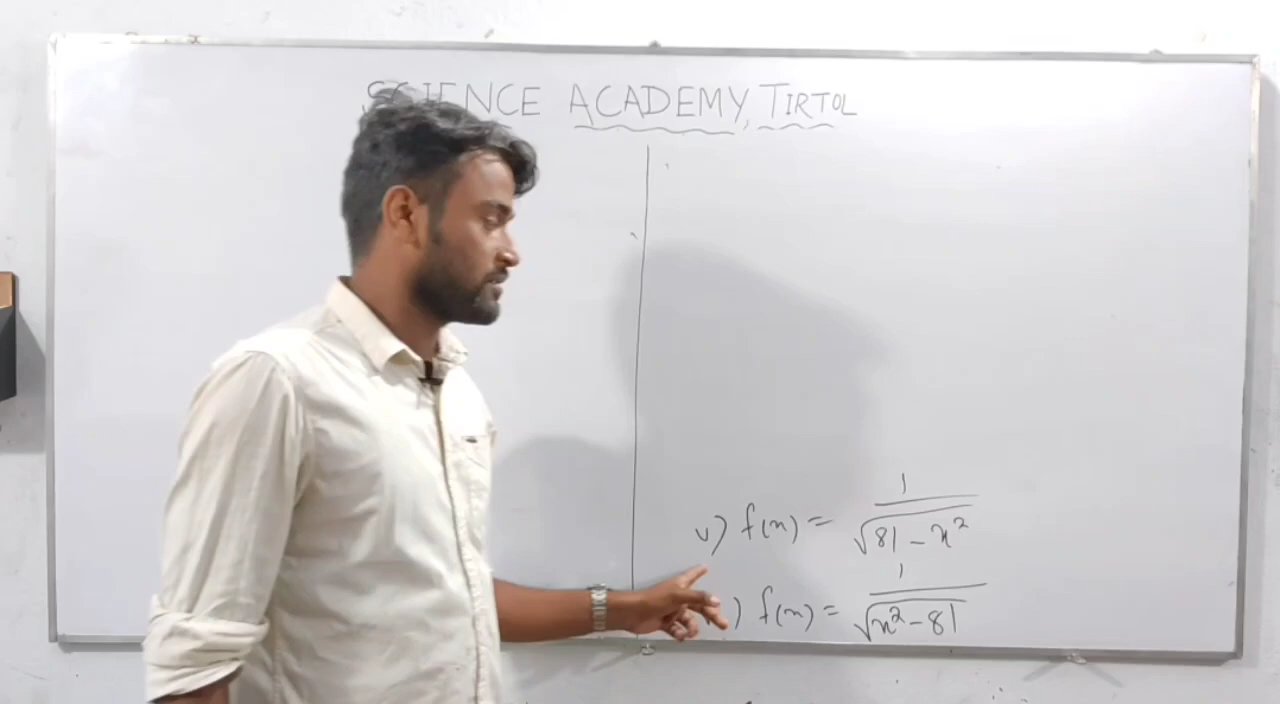 SCIENCE ACADEMY, TIRTOL
v) f(x) = 1/√(81 - x²)
) f(x) = 1/√(x² - 81)